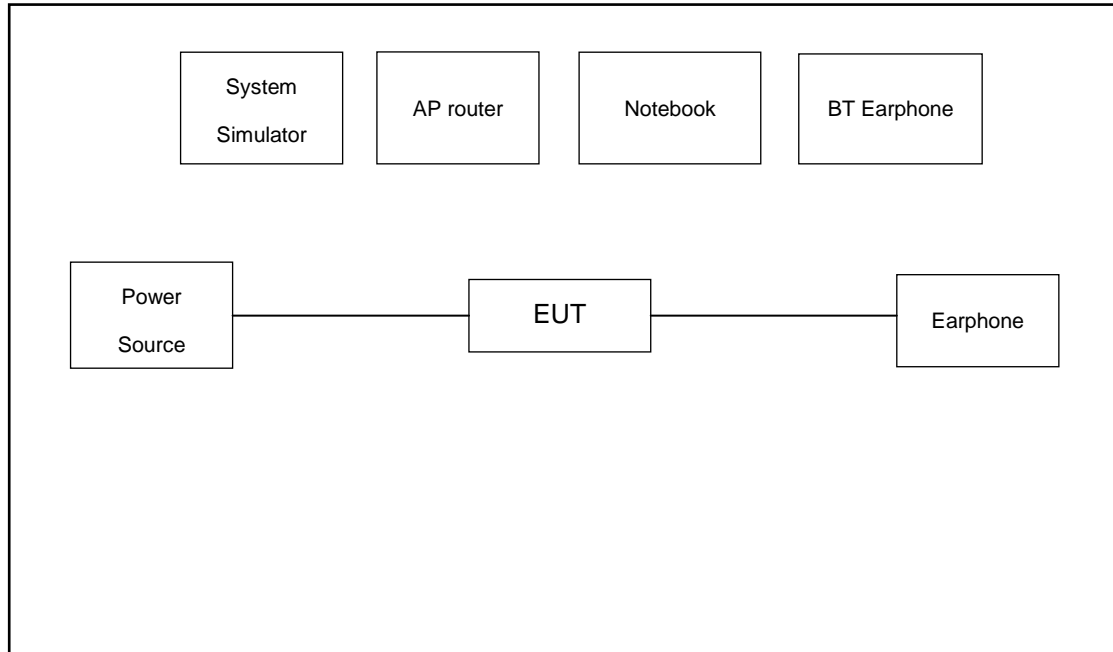 System
Simulator
AP router
Notebook
BT Earphone
Power
Source
EUT
Earphone